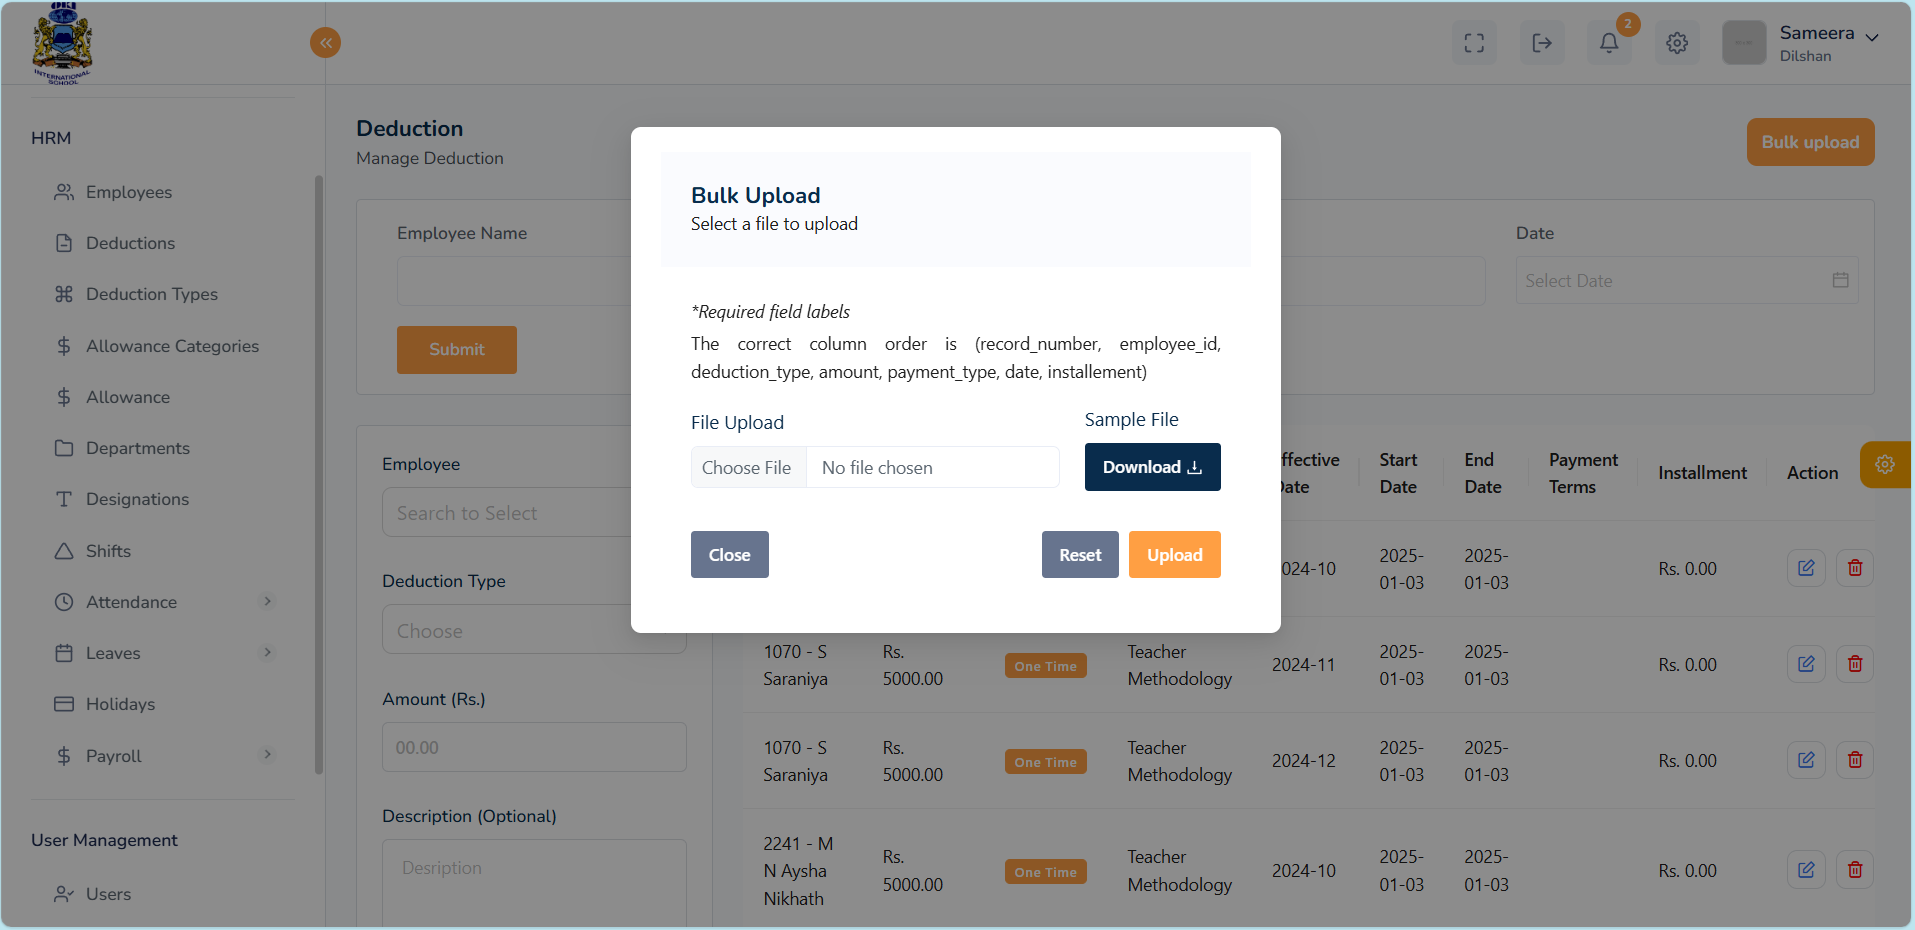 INTERNATIONAL
SCHOOL
2
Sameera
Dilshan
HRM
Employees
Deductions
Deduction Types
Allowance Categories
Allowance
Departments
Designations
Shifts
Attendance
Leaves
Holidays
Payroll
User Management
Users
Deduction
Manage Deduction
Bulk upload
Employee Name
Date
Select Date
Submit
Bulk Upload
Select a file to upload
*Required field labels
The correct column order is (record_number, employee_id,
deduction_type, amount, payment_type, date, installement)
File Upload
Sample File
Choose File
No file chosen
Download
Close
Reset
Upload
Employee
Search to Select
Deduction Type
Choose
Amount (Rs.)
00.00
Description (Optional)
Desription
Start
Date
End
Date
Payment
Terms
Installment
Action
2025-
01-03
2025-
01-03
Rs. 0.00
1070 - S
Saraniya
Rs.
5000.00
One Time
Teacher
Methodology
2024-11
2025-
01-03
2025-
01-03
Rs. 0.00
1070 - S
Saraniya
Rs.
5000.00
One Time
Teacher
Methodology
2024-12
2025-
01-03
2025-
01-03
Rs. 0.00
2241 - M
N Aysha
Nikhath
Rs.
5000.00
One Time
Teacher
Methodology
2024-10
2025-
01-03
2025-
01-03
Rs. 0.00